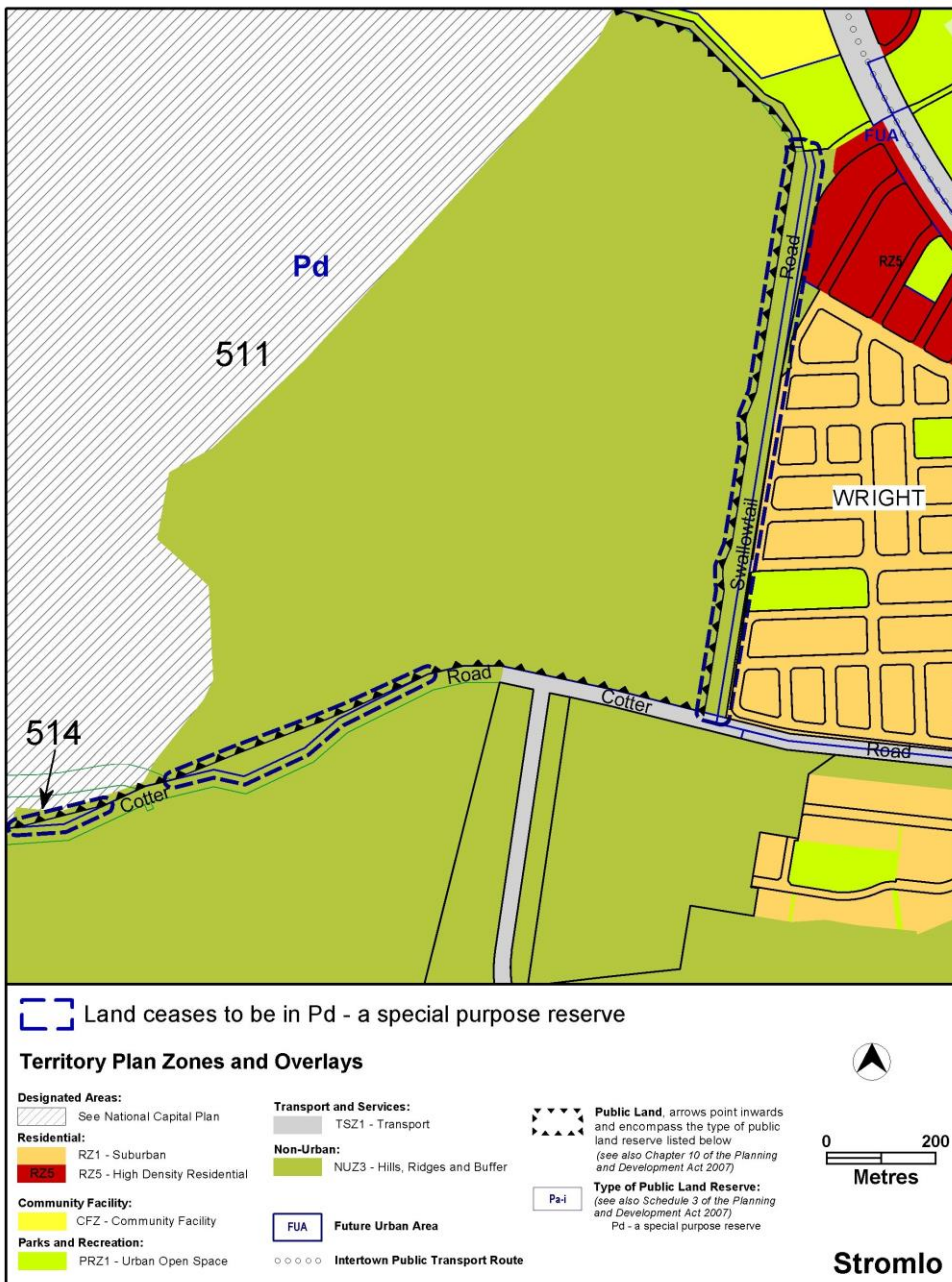 FUA
Pd
Road
RZ5
511
WRIGHT
Swallowtail
Road
Cotter
514
Cotter
Road
Land ceases to be in Pd - a special purpose reserve
Territory Plan Zones and Overlays
Designated Areas:
See National Capital Plan
Residential:
RZ1 - Suburban
RZ5
RZ5 - High Density Residential
Community Facility:
CFZ - Community Facility
Parks and Recreation:
PRZ1 - Urban Open Space
Transport and Services:
TSZ1 - Transport
Non-Urban:
NUZ3 - Hills, Ridges and Buffer
FUA
Future Urban Area
Intertown Public Transport Route
Public Land, arrows point inwards
and encompass the type of public
land reserve listed below
(see also Chapter 10 of the Planning
and Development Act 2007)
Pa-i
Type of Public Land Reserve:
(see also Schedule 3 of the Planning
and Development Act 2007)
Pd - a special purpose reserve
0 200
Metres
Stromlo